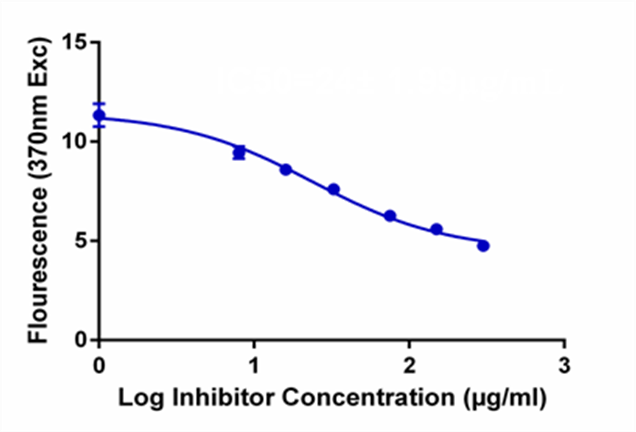 15
10
5
0
Flourescence (370nm Exc)
0 1 2 3
Log Inhibitor Concentration (µg/ml)